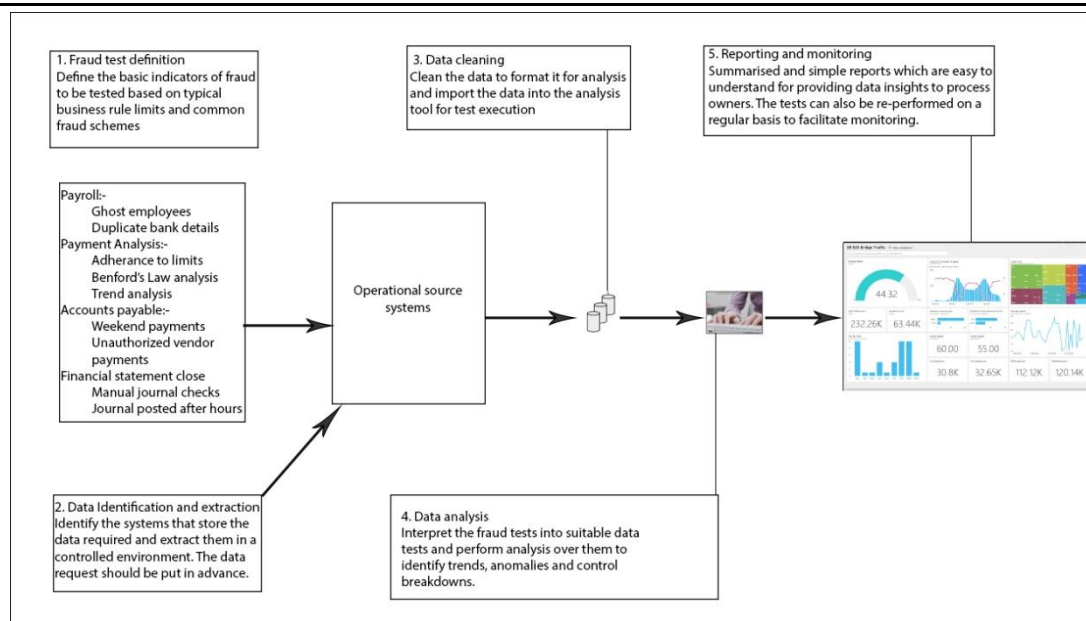 1. Fraud test definition
Define the basic indicators of fraud
to be tested based on typical
business rule limits and common
fraud schemes
3. Data cleaning
Clean the data to format it for analysis
and import the data into the analysis
tool for test execution
5. Reporting and monitoring
Summarised and simple reports which are easy to
understand for providing data insights to process
owners. The tests can also be re-performed on a
regular basis to facilitate monitoring.
Payroll:-
Ghost employees
Duplicate bank details
Payment Analysis:-
Adherance to limits
Benford's Law analysis
Trend analysis
Accounts payable:-
Weekend payments
Unauthorized vendor
payments
Financial statement close
Manual journal checks
Journal posted after hours
Operational source
systems
44.32
232.26K
63.44K
60.00
55.00
30.8K
32.65K
112.12K
120.14K
2. Data Identification and extraction
Identify the systems that store the
data required and extract them in a
controlled environment. The data
request should be put in advance.
4. Data analysis
Interpret the fraud tests into suitable data
tests and perform analysis over them to
identify trends, anomalies and control
breakdowns.